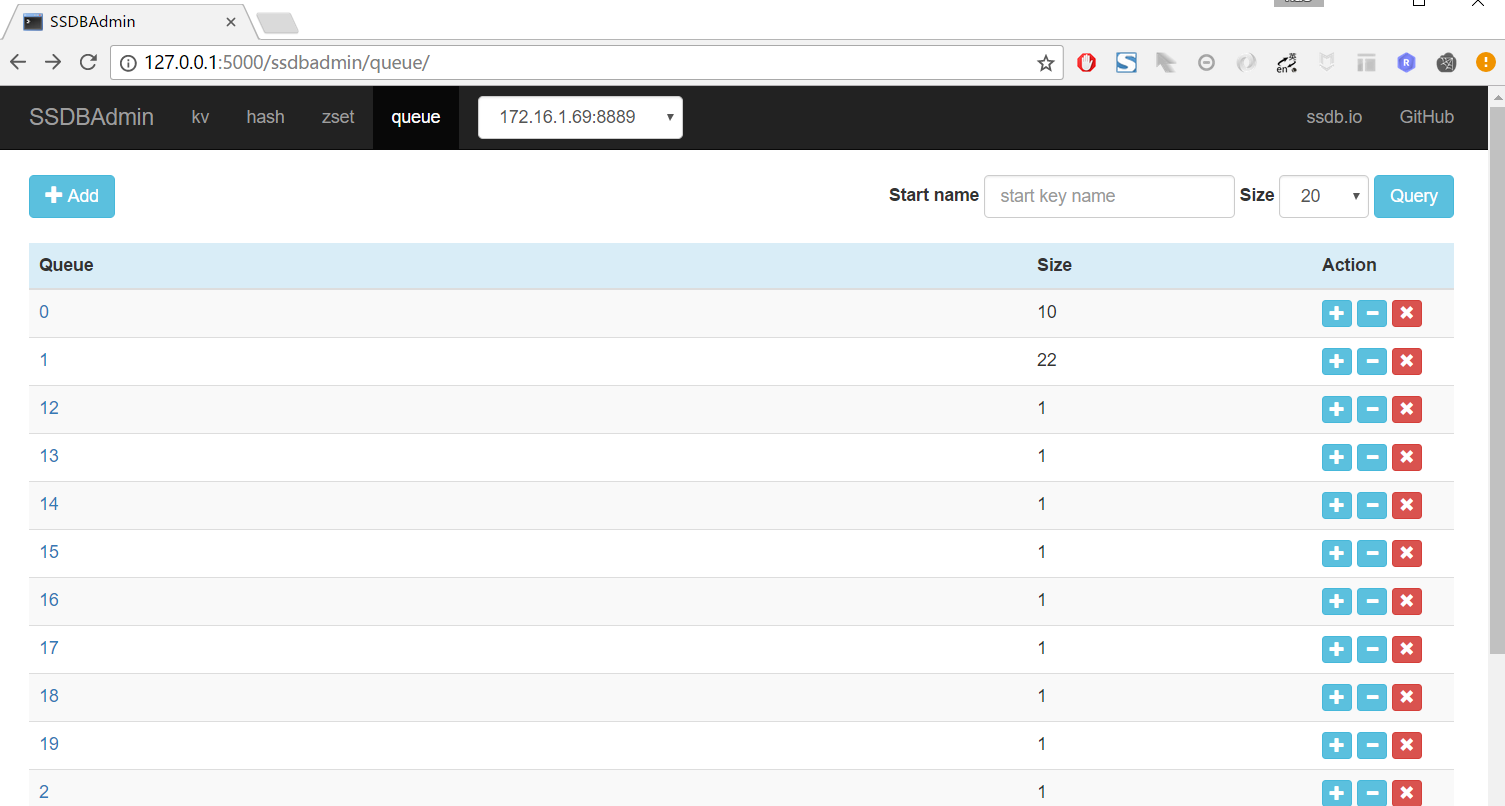 SSDBAdmin
127.0.0.1:5000/ssdbadmin/queue/
SSDBAdmin kv hash zset queue 172.16.1.69:8889 ssdb.io GitHub
Add Start name start key name Size 20 Query
Queue Size Action
0 10
1 22
12 1
13 1
14 1
15 1
16 1
17 1
18 1
19 1
2 1